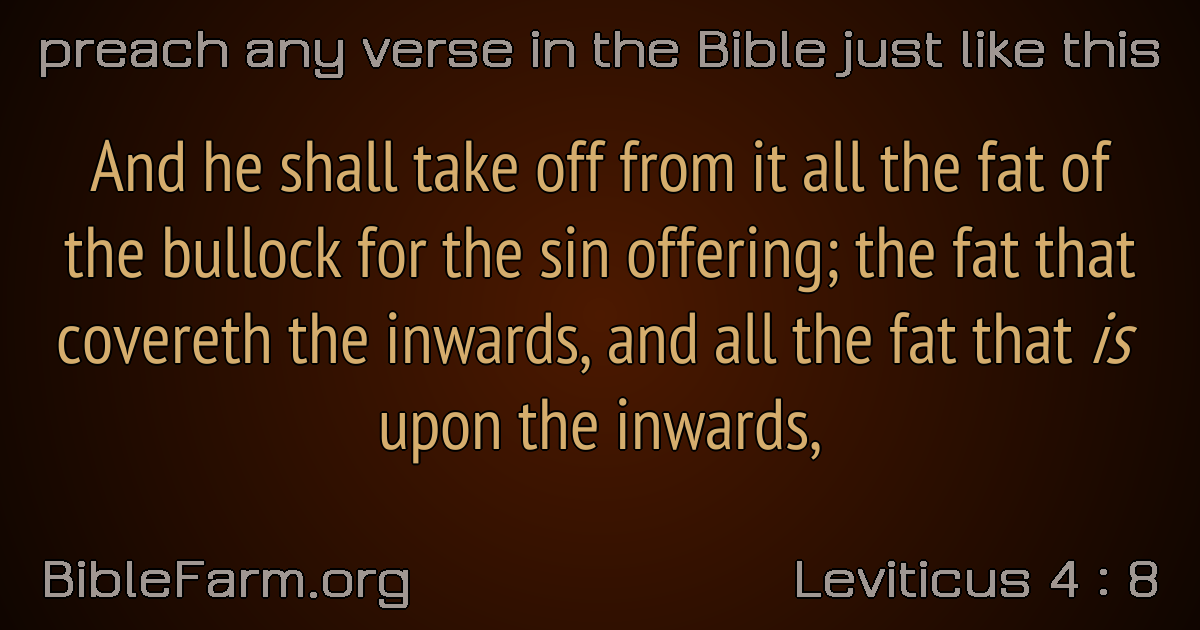 preach any verse in the Bible just like this
And he shall take off from it all the fat of
the bullock for the sin offering; the fat that
covereth the inwards, and all the fat that is
upon the inwards,
BibleFarm.org
Leviticus 4 : 8